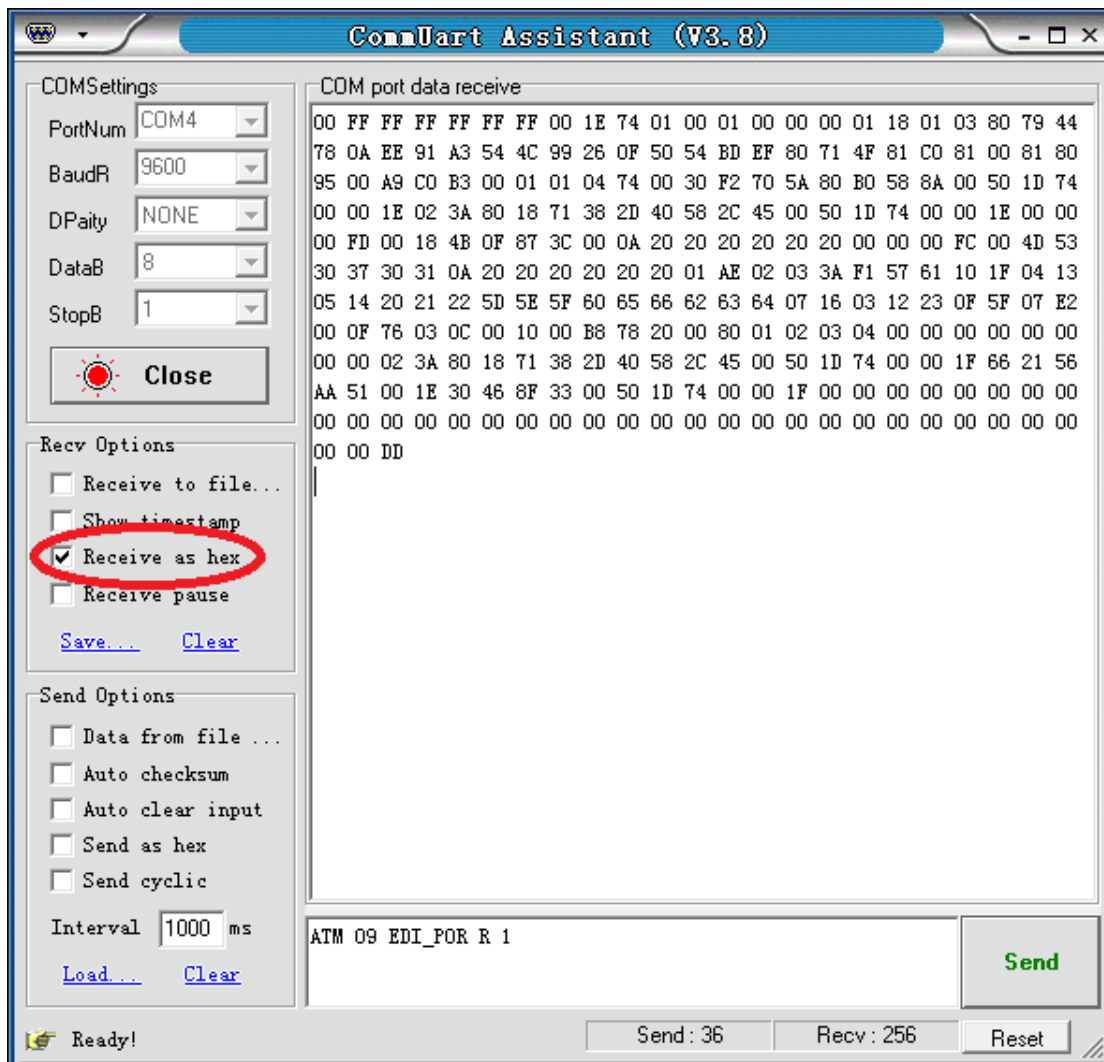 CommUart Assistant (V3.8)
COMSettings
PortNum COM4
BaudR 9600
DPaity NONE
DataB 8
StopB 1
Close
Recv Options
Receive to file...
Show timestamp
Receive as hex
Receive pause
Save... Clear
Send Options
Data from file ...
Auto checksum
Auto clear input
Send as hex
Send cyclic
Interval 1000 ms
Load... Clear
COM port data receive
00 FF FF FF FF FF FF 00 1E 74 01 00 01 00 00 00 01 18 01 03 80 79 44
78 0A EE 91 A3 54 4C 99 26 0F 50 54 BD EF 80 71 4F 81 C0 81 00 81 80
95 00 A9 C0 B3 00 01 01 04 74 00 30 F2 70 5A 80 B0 58 8A 00 50 1D 74
00 00 1E 02 3A 80 18 71 38 2D 40 58 2C 45 00 50 1D 74 00 00 1E 00 00
00 FD 00 18 4B 0F 87 3C 00 0A 20 20 20 20 20 20 00 00 00 FC 00 4D 53
30 37 30 31 0A 20 20 20 20 20 20 01 AE 02 03 3A F1 57 61 10 1F 04 13
05 14 20 21 22 5D 5E 5F 60 65 66 62 63 64 07 16 03 12 23 0F 5F 07 E2
00 0F 76 03 0C 00 10 00 B8 78 20 00 80 01 02 03 04 00 00 00 00 00 00
00 00 02 3A 80 18 71 38 2D 40 58 2C 45 00 50 1D 74 00 00 1F 66 21 56
AA 51 00 1E 30 46 8F 33 00 50 1D 74 00 00 1F 00 00 00 00 00 00 00 00
00 00 00 00 00 00 00 00 00 00 00 00 00 00 00 00 00 00 00 00 00 00 00
00 00 DD
ATM 09 EDI_POR R 1
Send
Ready!
Send : 36
Recv : 256
Reset